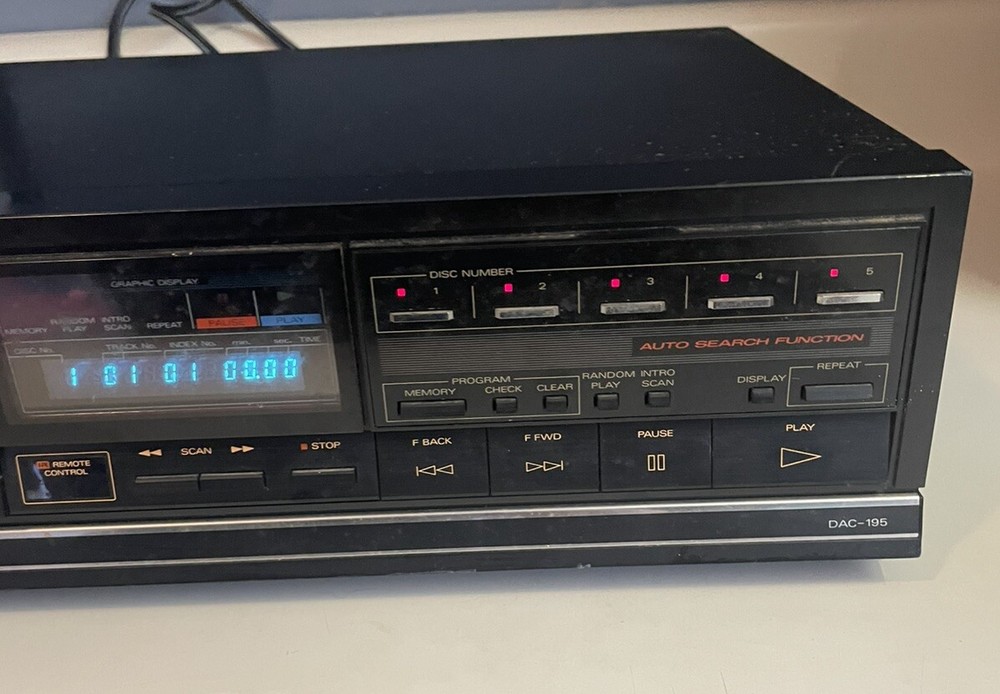 GRAPHIC DISPLAY
MEMORY RANDOM PLAY INTRO SCAN REPEAT PAUSE PLAY
DISC No. TRACK No. INDEX No. min. sec. TIME
1 01 01 00.00
REMOTE CONTROL
SCAN
STOP
DISC NUMBER
1 2 3 4 5
AUTO SEARCH FUNCTION
PROGRAM
MEMORY CHECK CLEAR
RANDOM PLAY
INTRO SCAN
DISPLAY
REPEAT
F BACK
F FWD
PAUSE
PLAY
DAC-195